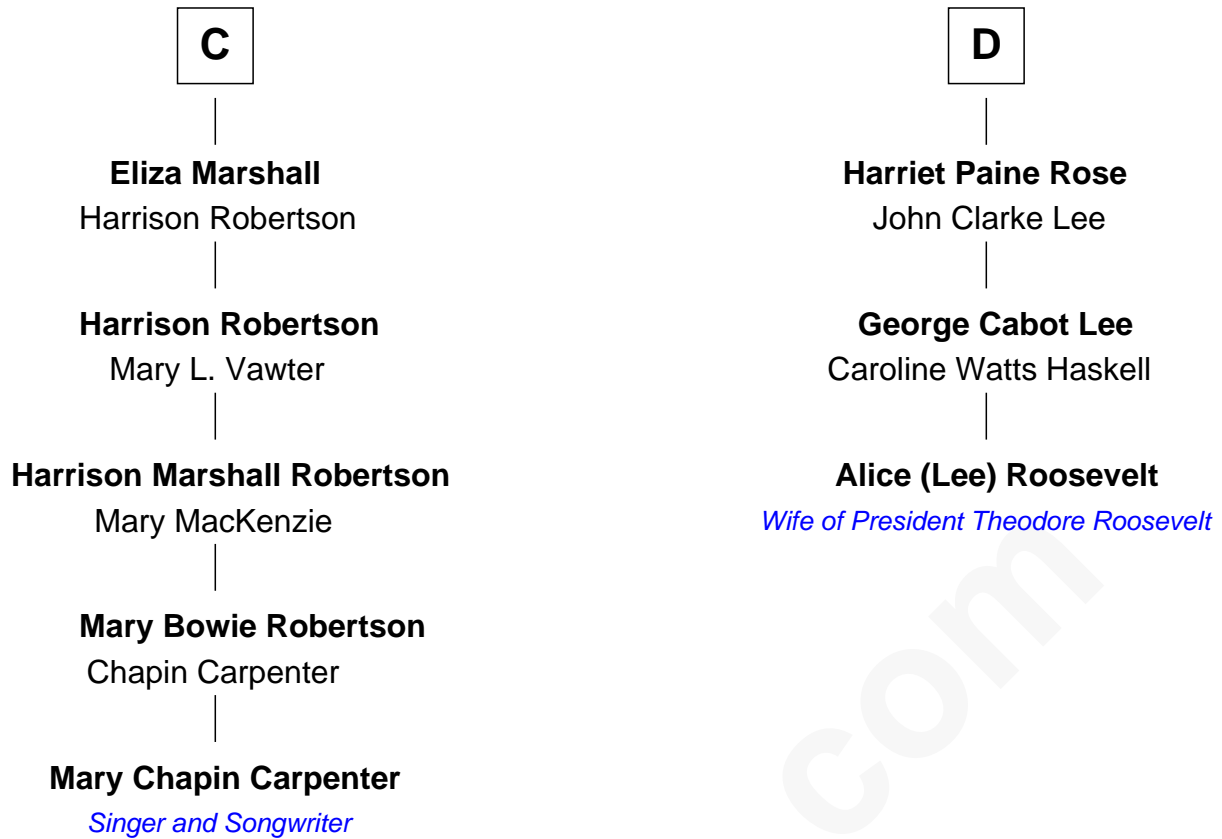 C
Eliza Marshall
Harrison Robertson
Harrison Robertson
Mary L. Vawter
Harrison Marshall Robertson
Mary MacKenzie
Mary Bowie Robertson
Chapin Carpenter
Mary Chapin Carpenter
Singer and Songwriter
D
Harriet Paine Rose
John Clarke Lee
George Cabot Lee
Caroline Watts Haskell
Alice (Lee) Roosevelt
Wife of President Theodore Roosevelt
com